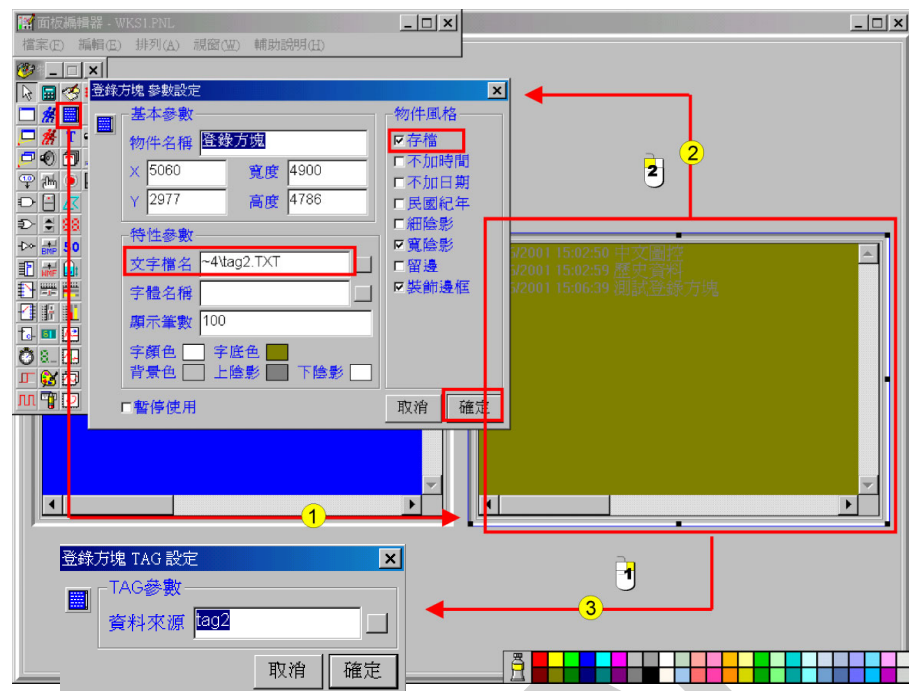 面板編輯器 - WKS1.PNL
檔案(F) 編輯(E) 排列(A) 視窗(W) 輔助說明(H)
登錄方塊 參數設定
基本參數
物件名稱 登錄方塊
X 5060 寬度 4900
Y 2977 高度 4786
特性參數
文字檔名 ~4\tag2.TXT
字體名稱
顯示筆數 100
字顏色 字底色
背景色 上陰影 下陰影
暫停使用
物件風格
存檔
不加時間
不加日期
民國紀年
細陰影
寬陰影
留邊
裝飾邊框
取消 確定
2
2
/2001 15:02:50 中文圖控
/2001 15:02:59 歷史資料
/2001 15:06:39 測試登錄方塊
1
1
3
登錄方塊 TAG 設定
TAG參數
資料來源 tag2
取消 確定